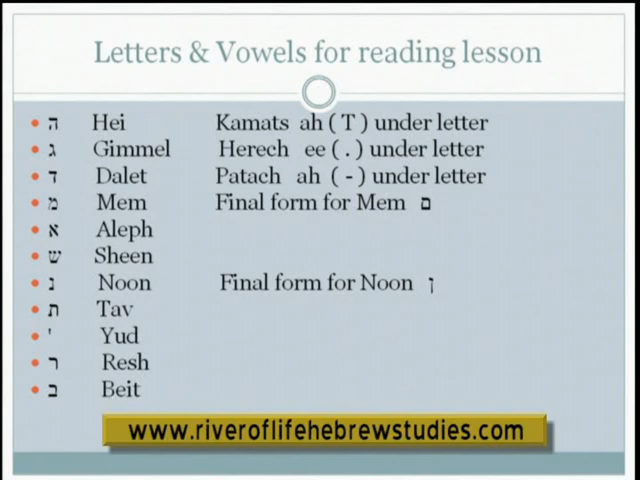 Letters & Vowels for reading lesson
• ה Hei Kamats ah ( T ) under letter
• ג Gimmel Herech ee ( . ) under letter
• ד Dalet Patach ah ( - ) under letter
• מ Mem Final form for Mem ם
• א Aleph
• ש Sheen
• נ Noon Final form for Noon ן
• ת Tav
• י Yud
• ר Resh
• ב Beit
www.riveroflifehebrewstudies.com